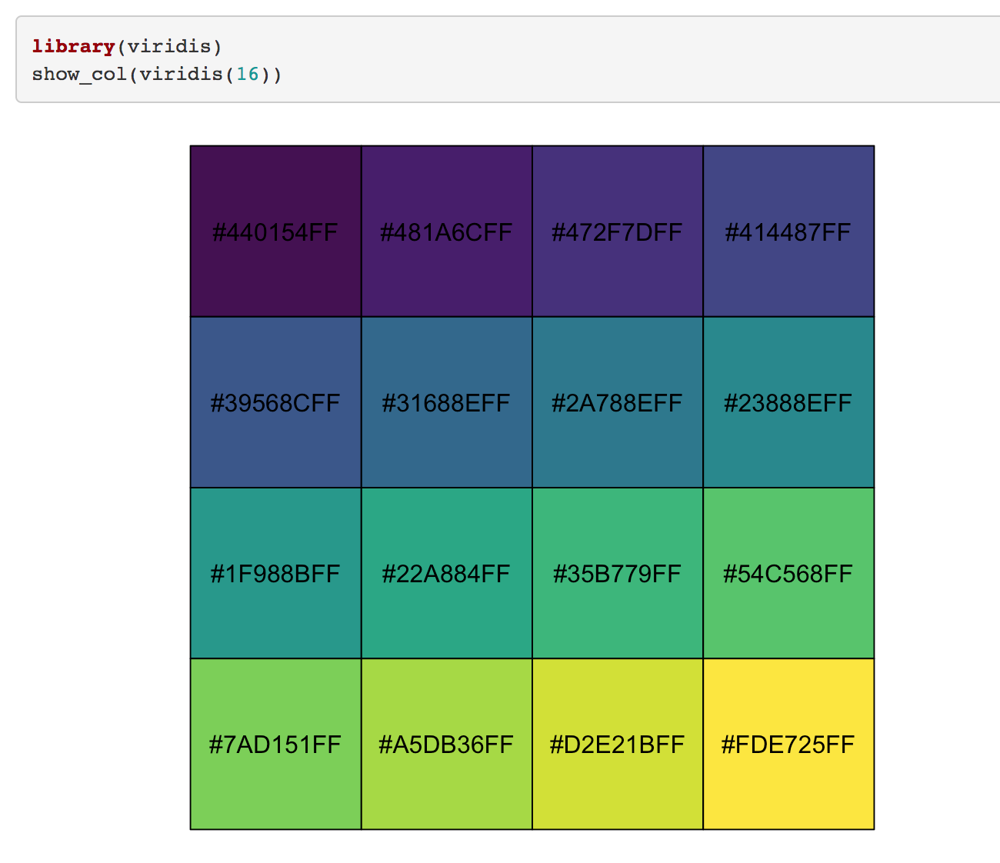 library(viridis)
show_col(viridis(16))
#440154FF #481A6CFF #472F7DFF #414487FF
#39568CFF #31688EFF #2A788EFF #23888EFF
#1F988BFF #22A884FF #35B779FF #54C568FF
#7AD151FF #A5DB36FF #D2E21BFF #FDE725FF